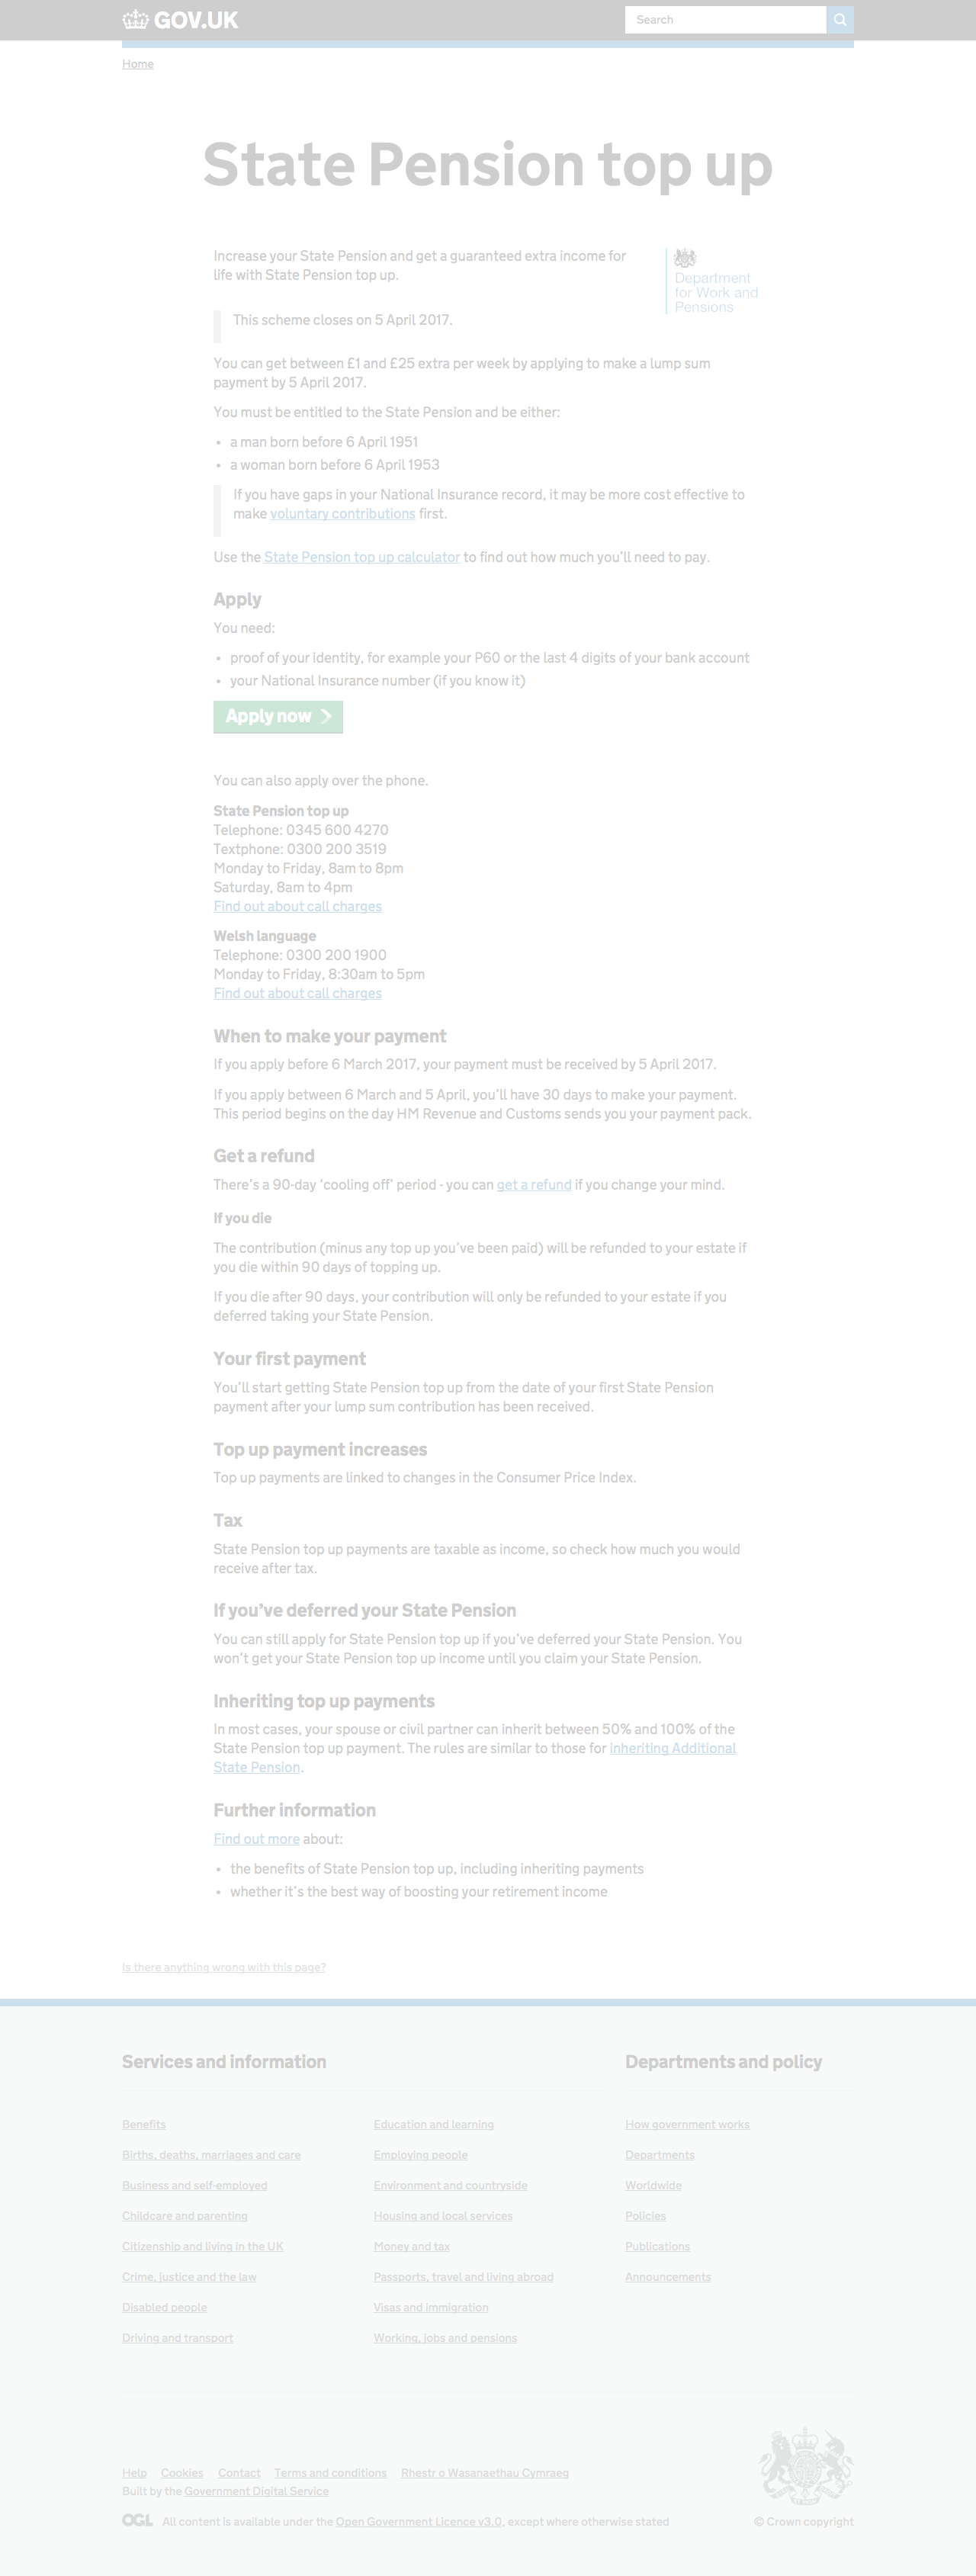 GOV.UK
Search
Home
State Pension top up
Increase your State Pension and get a guaranteed extra income for
life with State Pension top up.
Department
for Work and
Pensions
This scheme closes on 5 April 2017.
You can get between £1 and £25 extra per week by applying to make a lump sum
payment by 5 April 2017.
You must be entitled to the State Pension and be either:
• a man born before 6 April 1951
• a woman born before 6 April 1953
If you have gaps in your National Insurance record, it may be more cost effective to
make voluntary contributions first.
Use the State Pension top up calculator to find out how much you’ll need to pay.
Apply
You need:
• proof of your identity, for example your P60 or the last 4 digits of your bank account
• your National Insurance number (if you know it)
Apply now
You can also apply over the phone.
State Pension top up
Telephone: 0345 600 4270
Textphone: 0300 200 3519
Monday to Friday, 8am to 8pm
Saturday, 8am to 4pm
Find out about call charges
Welsh language
Telephone: 0300 200 1900
Monday to Friday, 8:30am to 5pm
Find out about call charges
When to make your payment
If you apply before 6 March 2017, your payment must be received by 5 April 2017.
If you apply between 6 March and 5 April, you’ll have 30 days to make your payment.
This period begins on the day HM Revenue and Customs sends you your payment pack.
Get a refund
There’s a 90-day ‘cooling off’ period - you can get a refund if you change your mind.
If you die
The contribution (minus any top up you’ve been paid) will be refunded to your estate if
you die within 90 days of topping up.
If you die after 90 days, your contribution will only be refunded to your estate if you
deferred taking your State Pension.
Your first payment
You’ll start getting State Pension top up from the date of your first State Pension
payment after your lump sum contribution has been received.
Top up payment increases
Top up payments are linked to changes in the Consumer Price Index.
Tax
State Pension top up payments are taxable as income, so check how much you would
receive after tax.
If you’ve deferred your State Pension
You can still apply for State Pension top up if you’ve deferred your State Pension. You
won’t get your State Pension top up income until you claim your State Pension.
Inheriting top up payments
In most cases, your spouse or civil partner can inherit between 50% and 100% of the
State Pension top up payment. The rules are similar to those for inheriting Additional
State Pension.
Further information
Find out more about:
• the benefits of State Pension top up, including inheriting payments
• whether it’s the best way of boosting your retirement income
Is there anything wrong with this page?
Services and information
Benefits
Births, deaths, marriages and care
Business and self-employed
Childcare and parenting
Citizenship and living in the UK
Crime, justice and the law
Disabled people
Driving and transport
Education and learning
Employing people
Environment and countryside
Housing and local services
Money and tax
Passports, travel and living abroad
Visas and immigration
Working, jobs and pensions
Departments and policy
How government works
Departments
Worldwide
Policies
Publications
Announcements
Help Cookies Contact Terms and conditions Rhestr o Wasanaethau Cymraeg
Built by the Government Digital Service
OGL All content is available under the Open Government Licence v3.0, except where otherwise stated
© Crown copyright